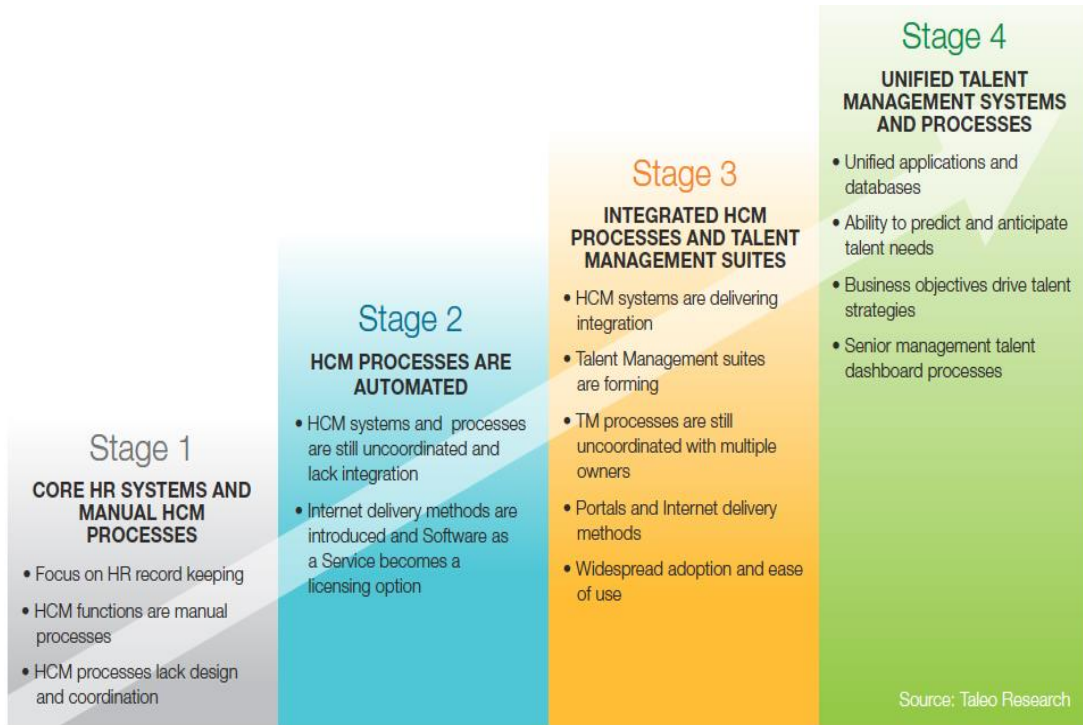 Stage 1
CORE HR SYSTEMS AND
MANUAL HCM
PROCESSES
• Focus on HR record keeping
• HCM functions are manual
processes
• HCM processes lack design
and coordination
Stage 2
HCM PROCESSES ARE
AUTOMATED
• HCM systems and processes
are still uncoordinated and
lack integration
• Internet delivery methods are
introduced and Software as
a Service becomes a
licensing option
Stage 3
INTEGRATED HCM
PROCESSES AND TALENT
MANAGEMENT SUITES
• HCM systems are delivering
integration
• Talent Management suites
are forming
• TM processes are still
uncoordinated with multiple
owners
• Portals and Internet delivery
methods
• Widespread adoption and ease
of use
Stage 4
UNIFIED TALENT
MANAGEMENT SYSTEMS
AND PROCESSES
• Unified applications and
databases
• Ability to predict and anticipate
talent needs
• Business objectives drive talent
strategies
• Senior management talent
dashboard processes
Source: Taleo Research